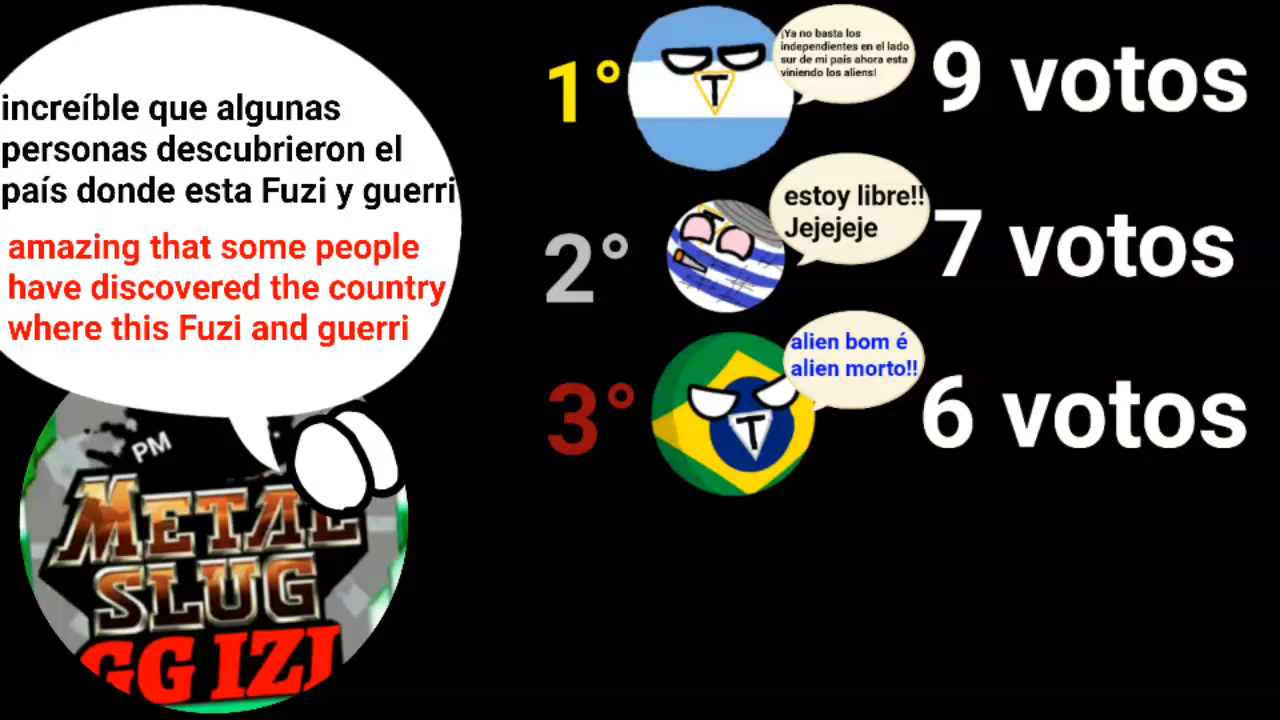 increíble que algunas
personas descubrieron el
país donde esta Fuzi y guerri
amazing that some people
have discovered the country
where this Fuzi and guerri
PM
METAL
SLUG
GG IZI
1°
T
¡Ya no basta los
independientes en el lado
sur de mi país ahora esta
viniendo los aliens!
9 votos
2°
estoy libre!!
Jejejeje
7 votos
3°
T
alien bom é
alien morto!!
6 votos